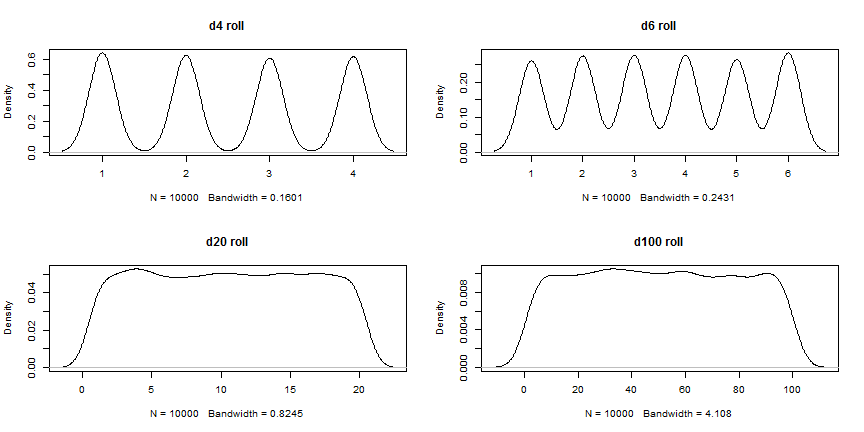 d4 roll
Density
0.0 0.2 0.4 0.6
1 2 3 4
N = 10000 Bandwidth = 0.1601
d6 roll
Density
0.00 0.10 0.20
1 2 3 4 5 6
N = 10000 Bandwidth = 0.2431
d20 roll
Density
0.00 0.02 0.04
0 5 10 15 20
N = 10000 Bandwidth = 0.8245
d100 roll
Density
0.000 0.004 0.008
0 20 40 60 80 100
N = 10000 Bandwidth = 4.108